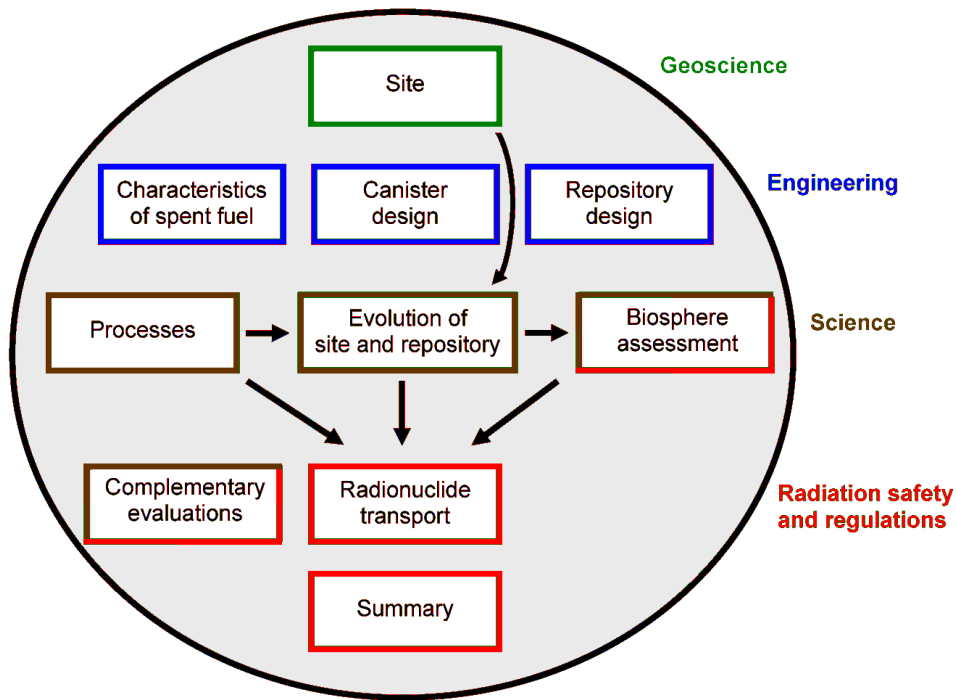 Geoscience
Site
Engineering
Characteristics
of spent fuel
Canister
design
Repository
design
Science
Processes
Evolution of
site and repository
Biosphere
assessment
Complementary
evaluations
Radionuclide
transport
Radiation safety
and regulations
Summary